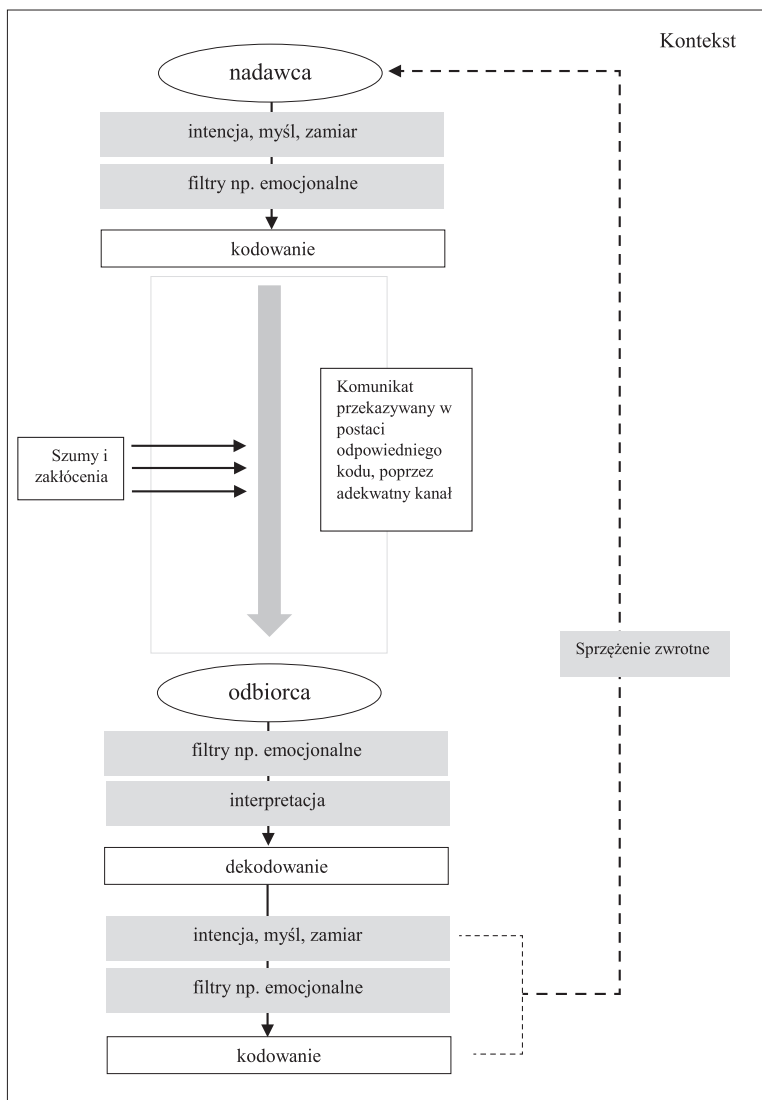 Kontekst
nadawca
intencja, myśl, zamiar
filtry np. emocjonalne
kodowanie
Komunikat
przekazywany w
postaci
odpowiedniego
kodu, poprzez
adekwatny kanał
Szumy i
zakłócenia
Sprzężenie zwrotne
odbiorca
filtry np. emocjonalne
interpretacja
dekodowanie
intencja, myśl, zamiar
filtry np. emocjonalne
kodowanie